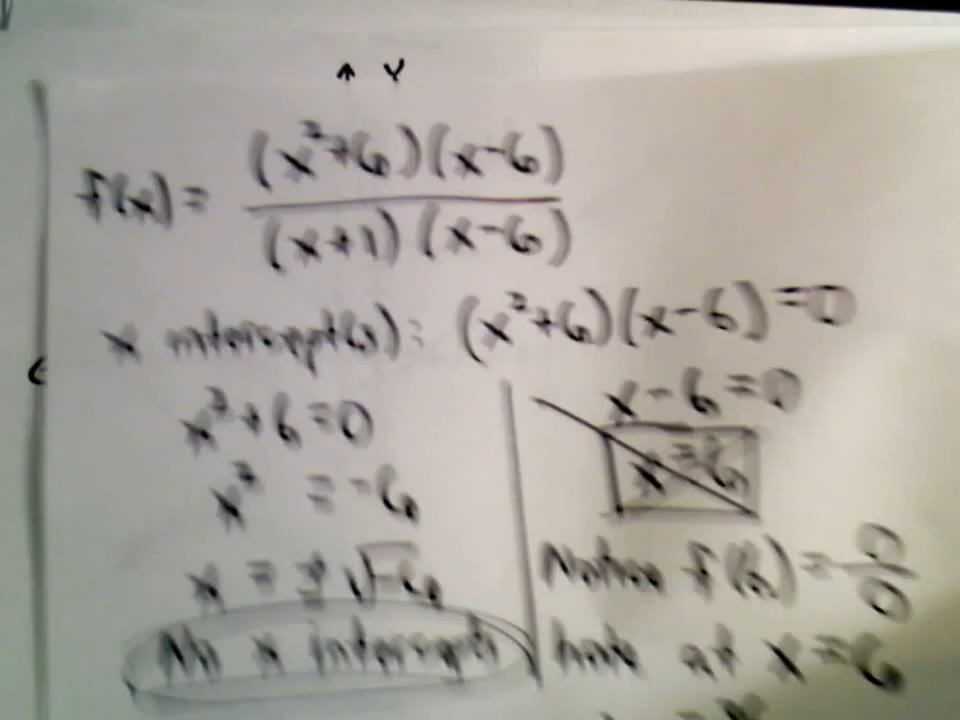 ↑ Y
f(x) = (x²+6)(x-6) / (x+1)(x-6)
x intercept(s): (x²+6)(x-6)=0
x²+6=0
x² = -6
x = ±√-6
No x intercepts
x-6=0
x=6
Notice f(6)=0/0
hole at x=6